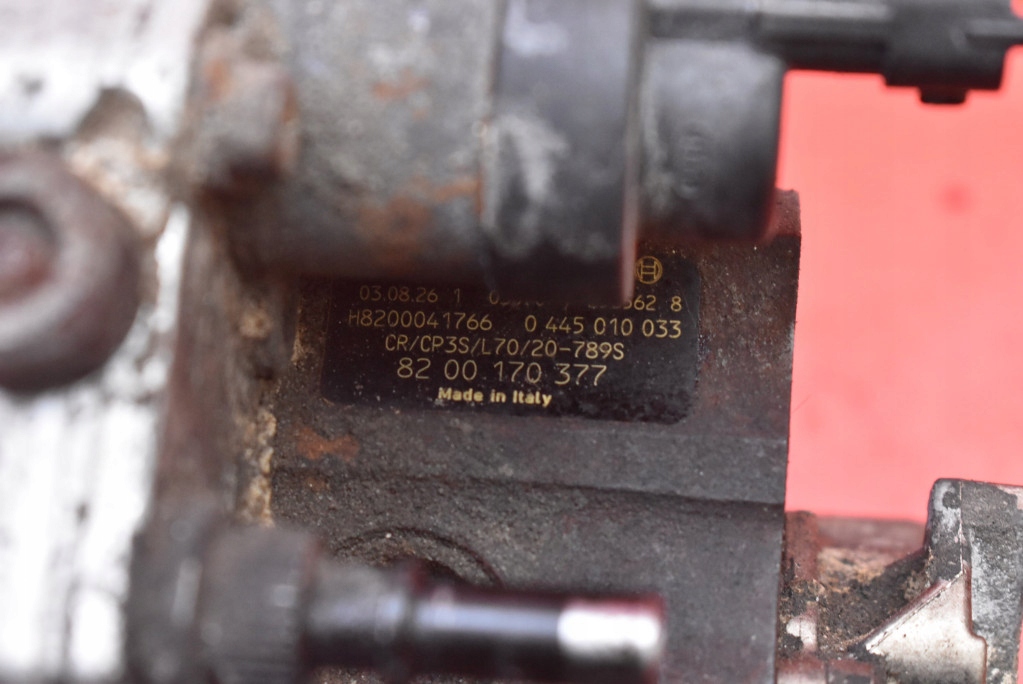 03.08.26 1
H8200041766 0 445 010 033
CR/CP3S/L70/20-789S
82 00 170 377
Made in Italy